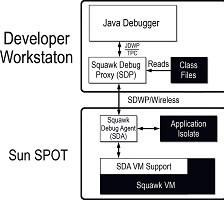 Developer
Workstaton
Java Debugger
JDWP
TPC
Squawk Debug
Proxy (SDP)
Reads
Class
Files
SDWP/Wireless
Sun SPOT
Squawk
Debug Agent
(SDA)
Application
Isolate
SDA VM Support
Squawk VM